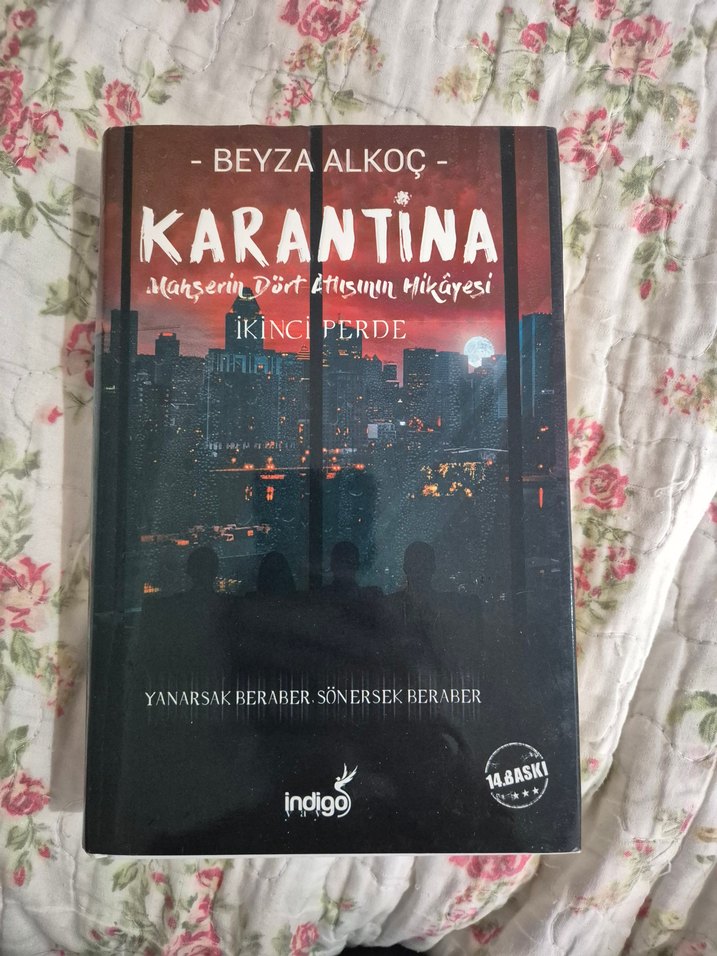 - BEYZA ALKOÇ -
KARANTİNA
Mahşerin Dört Atlısının Hikâyesi
İKİNCİ PERDE
YANARSAK BERABER, SÖNERSEK BERABER
14.BASKI
indigo